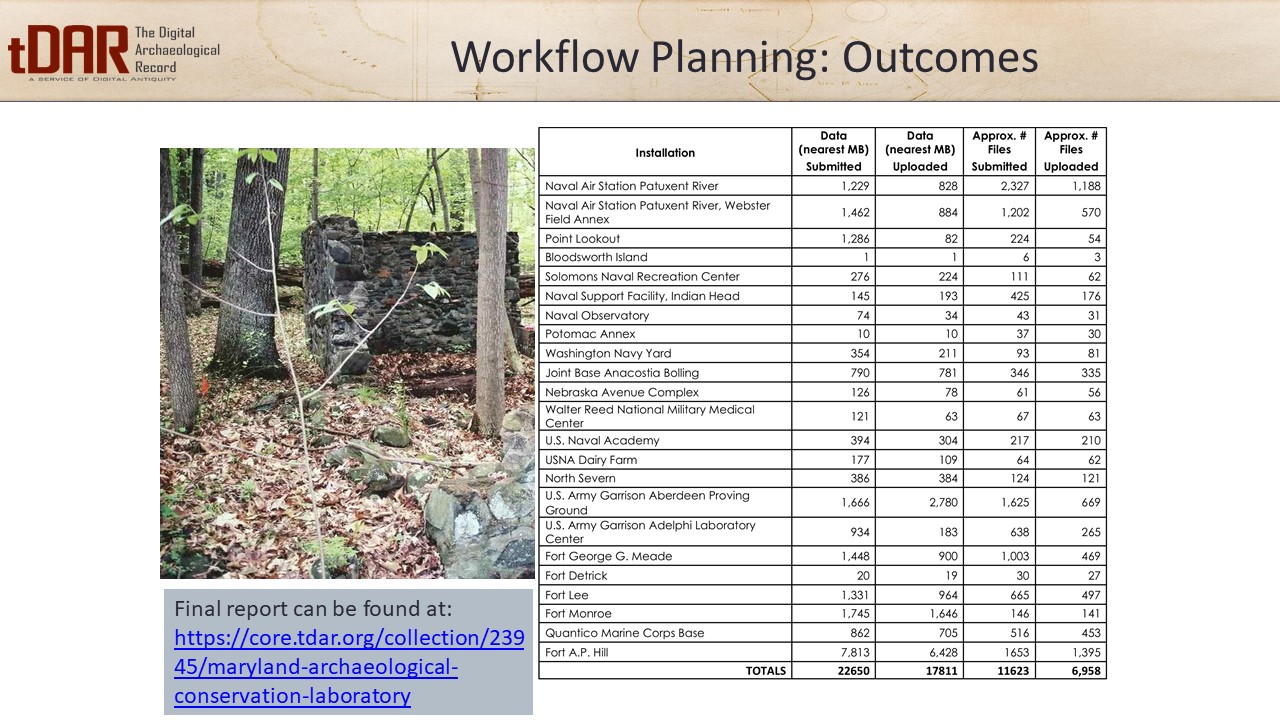 tDAR The Digital
Archaeological
Record
A SERVICE OF DIGITAL ANTIQUITY
Workflow Planning: Outcomes
Installation | Data (nearest MB) Submitted | Data (nearest MB) Uploaded | Approx. # Files Submitted | Approx. # Files Uploaded
Naval Air Station Patuxent River 1,229 828 2,327 1,188
Naval Air Station Patuxent River, Webster
Field Annex 1,462 884 1,202 570
Point Lookout 1,286 82 224 54
Bloodsworth Island 1 1 6 3
Solomons Naval Recreation Center 276 224 111 62
Naval Support Facility, Indian Head 145 193 425 176
Naval Observatory 74 34 43 31
Potomac Annex 10 10 37 30
Washington Navy Yard 354 211 93 81
Joint Base Anacostia Bolling 790 781 346 335
Nebraska Avenue Complex 126 78 61 56
Walter Reed National Military Medical
Center 121 63 67 63
U.S. Naval Academy 394 304 217 210
USNA Dairy Farm 177 109 64 62
North Severn 386 384 124 121
U.S. Army Garrison Aberdeen Proving
Ground 1,666 2,780 1,625 669
U.S. Army Garrison Adelphi Laboratory
Center 934 183 638 265
Fort George G. Meade 1,448 900 1,003 469
Fort Detrick 20 19 30 27
Fort Lee 1,331 964 665 497
Fort Monroe 1,745 1,646 146 141
Quantico Marine Corps Base 862 705 516 453
Fort A.P. Hill 7,813 6,428 1653 1,395
TOTALS 22650 17811 11623 6,958
Final report can be found at:
https://core.tdar.org/collection/239
45/maryland-archaeological-
conservation-laboratory